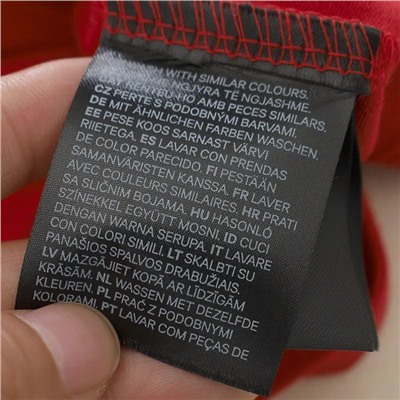 WITH SIMILAR COLOURS.
NGJYRA TË NGJASHME.
AMB PECES SIMILARS.
CZ PERTE S PODOBNÝMI BARVAMI.
DE MIT ÄHNLICHEN FARBEN WASCHEN.
EE PESE KOOS SARNAST VÄRVI
RIIETEGA. ES LAVAR CON PRENDAS
DE COLOR PARECIDO. FI PESTÄÄN
SAMANVÄRISTEN KANSSA. FR LAVER
AVEC COULEURS SIMILAIRES. HR PRATI
SA SLIČNIM BOJAMA. HU HASONLÓ
SZÍNEKKEL EGYÜTT MOSNI. ID CUCI
DENGAN WARNA SERUPA. IT LAVARE
CON COLORI SIMILI. LT SKALBTI SU
PANAŠIOS SPALVOS DRABUŽIAIS.
LV MAZGĀJIET KOPĀ AR LĪDZĪGĀM
KRĀSĀM. NL WASSEN MET DEZELFDE
KLEUREN. PL PRAĆ Z PODOBNYMI
KOLORAMI. PT LAVAR COM PEÇAS DE